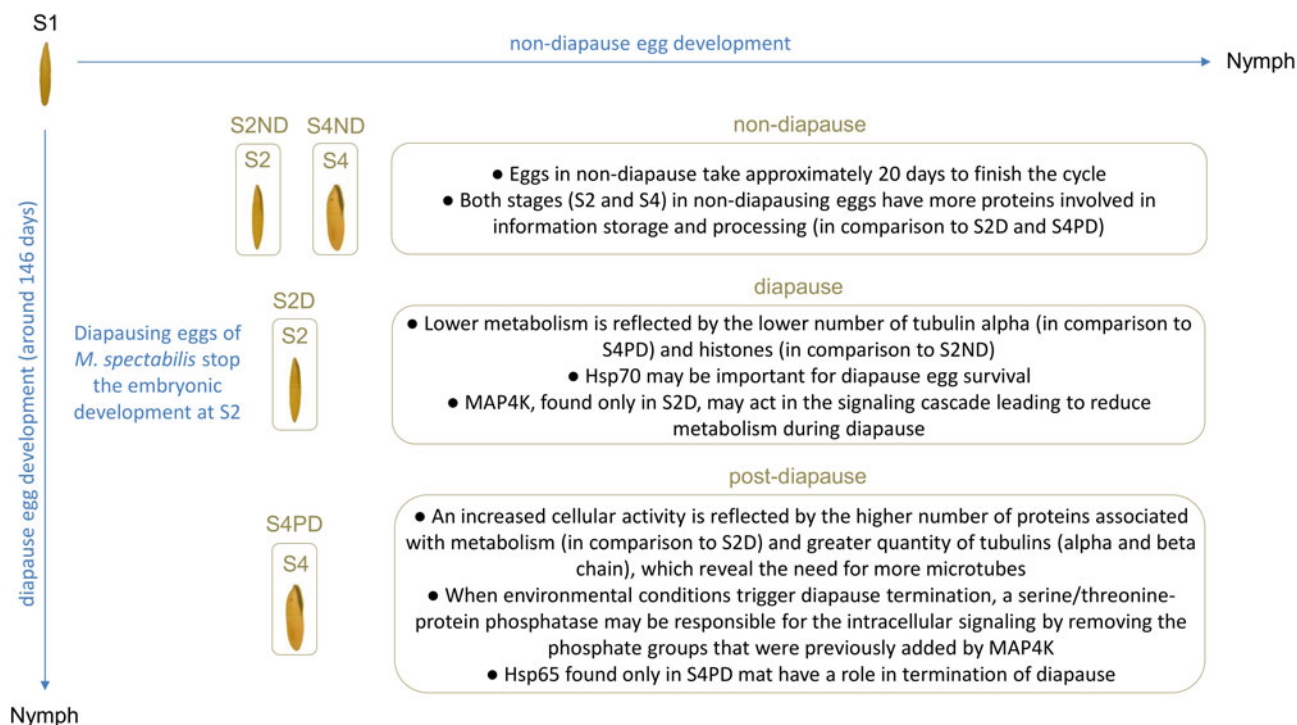 S1
non-diapause egg development
Nymph
diapause egg development (around 146 days)
Nymph
S2ND S4ND
S2 S4
non-diapause
● Eggs in non-diapause take approximately 20 days to finish the cycle
● Both stages (S2 and S4) in non-diapausing eggs have more proteins involved in
information storage and processing (in comparison to S2D and S4PD)
Diapausing eggs of
M. spectabilis stop
the embryonic
development at S2
S2D
S2
diapause
● Lower metabolism is reflected by the lower number of tubulin alpha (in comparison to
S4PD) and histones (in comparison to S2ND)
● Hsp70 may be important for diapause egg survival
● MAP4K, found only in S2D, may act in the signaling cascade leading to reduce
metabolism during diapause
S4PD
S4
post-diapause
● An increased cellular activity is reflected by the higher number of proteins associated
with metabolism (in comparison to S2D) and greater quantity of tubulins (alpha and beta
chain), which reveal the need for more microtubes
● When environmental conditions trigger diapause termination, a serine/threonine-
protein phosphatase may be responsible for the intracellular signaling by removing the
phosphate groups that were previously added by MAP4K
● Hsp65 found only in S4PD mat have a role in termination of diapause